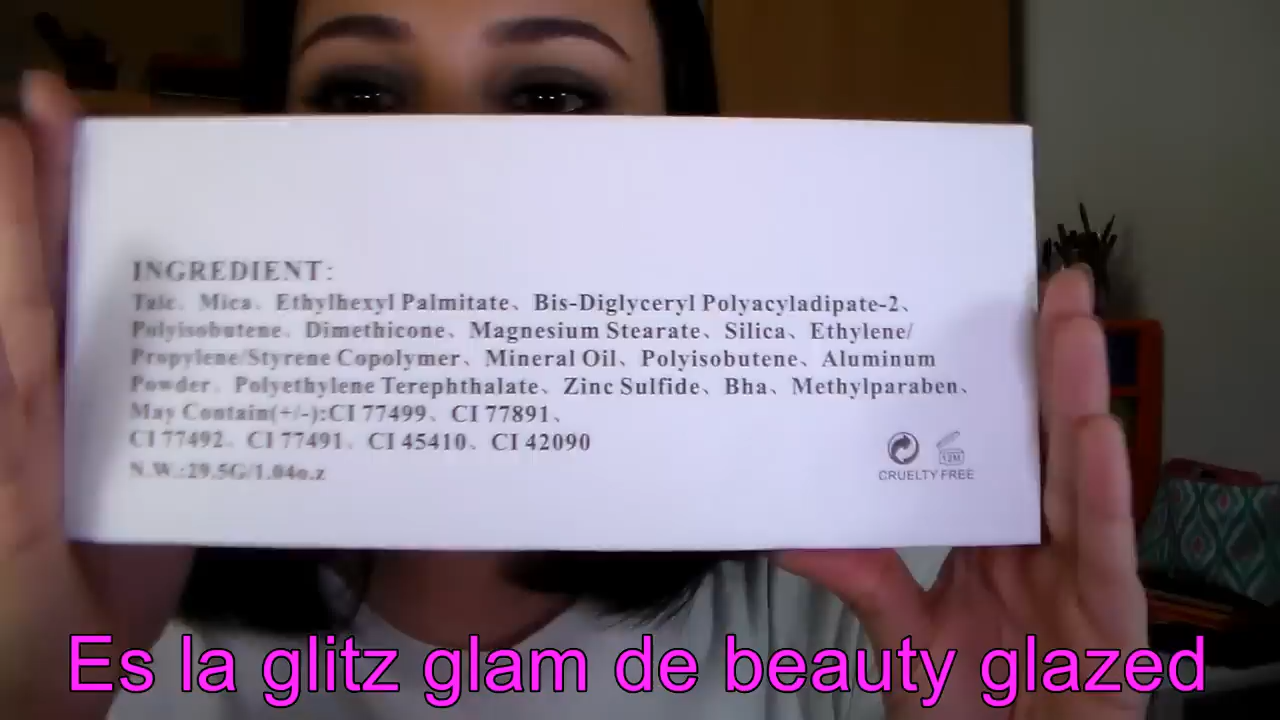 INGREDIENT:
Talc、Mica、Ethylhexyl Palmitate、Bis-Diglyceryl Polyacyladipate-2、
Polyisobutene、Dimethicone、Magnesium Stearate、Silica、Ethylene/
Propylene/Styrene Copolymer、Mineral Oil、Polyisobutene、Aluminum
Powder、Polyethylene Terephthalate、Zinc Sulfide、Bha、Methylparaben、
May Contain(+/-):CI 77499、CI 77891、
CI 77492、CI 77491、CI 45410、CI 42090
N.W.:29.5G/1.04o.z
12M
CRUELTY FREE
Es la glitz glam de beauty glazed